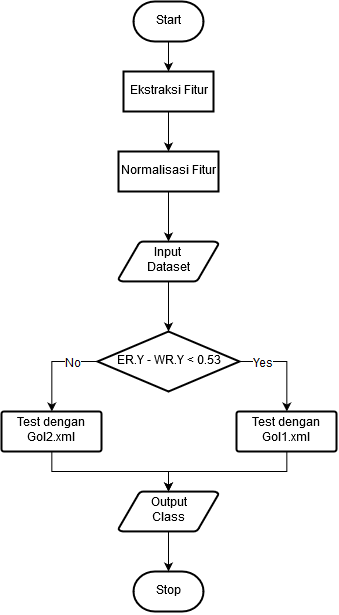 Start
Ekstraksi Fitur
Normalisasi Fitur
Input
Dataset
ER.Y - WR.Y < 0.53
No
Yes
Test dengan
Gol2.xml
Test dengan
Gol1.xml
Output
Class
Stop